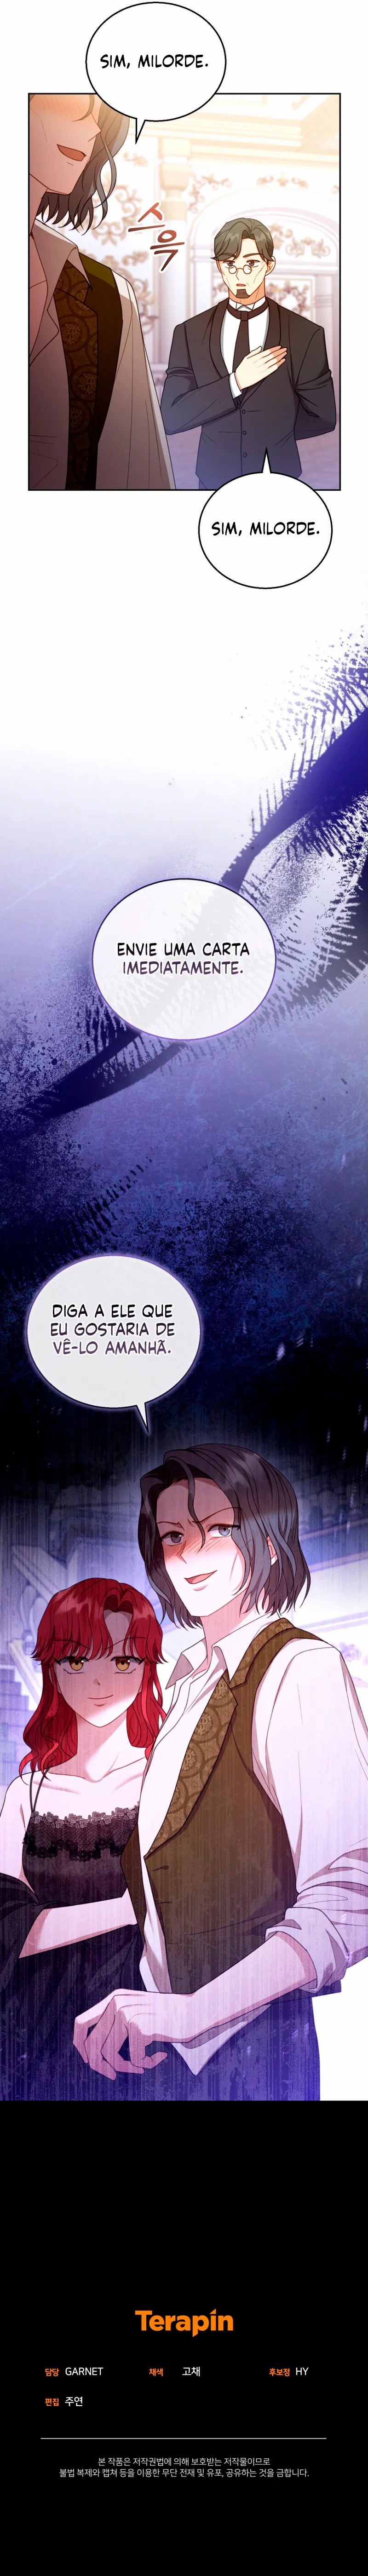 SIM, MILORDE.
스윽
SIM, MILORDE.
ENVIE UMA CARTA
IMEDIATAMENTE.
DIGA A ELE QUE
EU GOSTARIA DE
VÊ-LO AMANHÃ.
Terapin
담당 GARNET 채색 고채 후보정 HY
편집 주연
본 작품은 저작권법에 의해 보호받는 저작물이므로
불법 복제와 캡쳐 등을 이용한 무단 전재 및 유포, 공유하는 것을 금합니다.